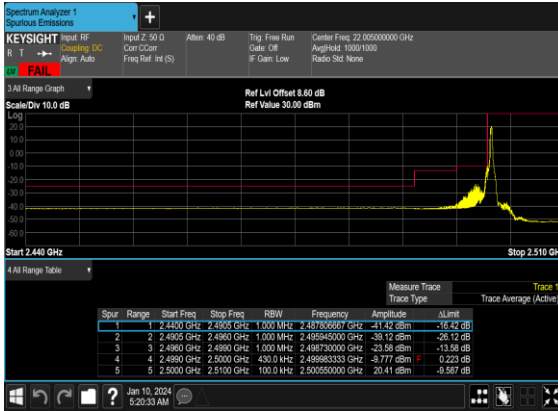 Spectrum Analyzer 1
Spurious Emissions
KEYSIGHT Input: RF Input Z: 50 Ω Atten: 40 dB Trig: Free Run Center Freq: 22.005000000 GHz
R T Coupling: DC Corr CCorr Gate: Off Avg|Hold: 1000/1000
Align: Auto Freq Ref: Int (S) IF Gain: Low Radio Std: None
FAIL
3 All Range Graph Ref Lvl Offset 8.60 dB
Scale/Div 10.0 dB Ref Value 30.00 dBm
Log
20.0
10.0
0.00
-10.0
-20.0
-30.0
-40.0
-50.0
-60.0
Start 2.440 GHz Stop 2.510 GH
4 All Range Table
Measure Trace Trace 1
Trace Type Trace Average (Active)
Spur Range Start Freq Stop Freq RBW Frequency Amplitude ΔLimit
1 1 2.4400 GHz 2.4905 GHz 1.000 MHz 2.487806667 GHz -41.42 dBm -16.42 dB
2 2 2.4905 GHz 2.4960 GHz 1.000 MHz 2.495945000 GHz -39.12 dBm -26.12 dB
3 3 2.4960 GHz 2.4990 GHz 1.000 MHz 2.498730000 GHz -23.58 dBm -13.58 dB
4 4 2.4990 GHz 2.5000 GHz 430.0 kHz 2.499983333 GHz -9.777 dBm F 0.223 dB
5 5 2.5000 GHz 2.5100 GHz 100.0 kHz 2.500550000 GHz 20.41 dBm -9.587 dB
? Jan 10, 2024
5:20:33 AM